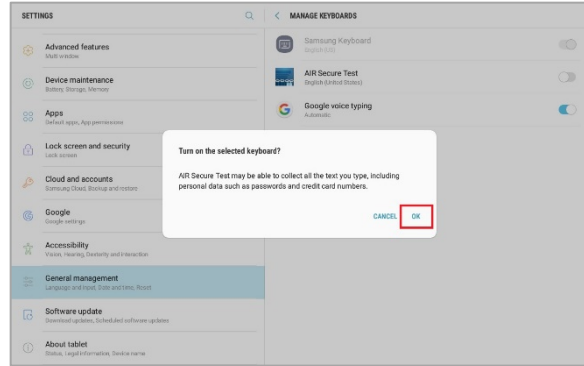 SETTINGS
Advanced features
Multi window
Device maintenance
Battery, Storage, Memory
Apps
Default apps, App permissions
Lock screen and security
Lock screen
Cloud and accounts
Samsung Cloud, Backup and restore
Google
Google settings
Accessibility
Vision, Hearing, Dexterity and interaction
General management
Language and input, Date and time, Reset
Software update
Download updates, Scheduled software updates
About tablet
Status, Legal information, Device name
MANAGE KEYBOARDS
Samsung Keyboard
English (US)
AIR Secure Test
English (United States)
Google voice typing
Automatic
Turn on the selected keyboard?
AIR Secure Test may be able to collect all the text you type, including
personal data such as passwords and credit card numbers.
CANCEL OK